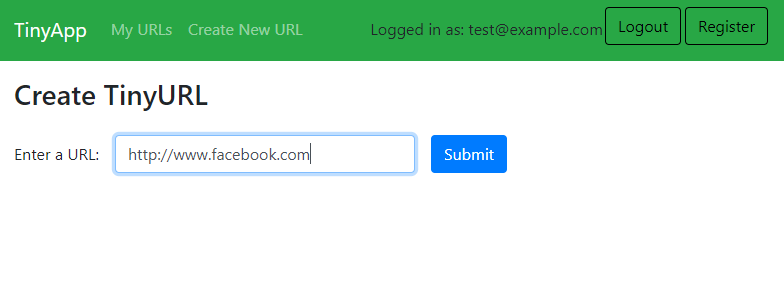 TinyApp My URLs Create New URL Logged in as: test@example.com Logout Register
Create TinyURL
Enter a URL: http://www.facebook.com Submit